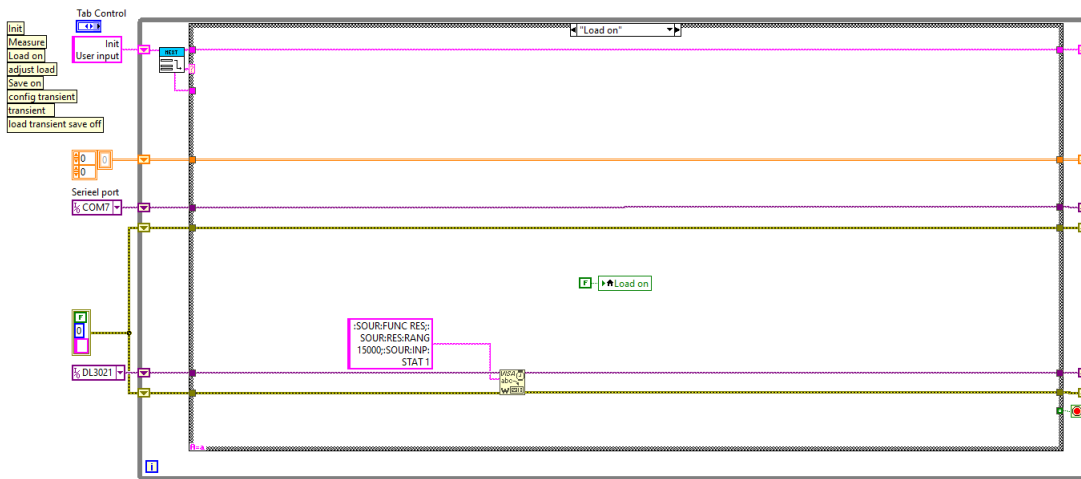 Tab Control
Init
Measure
Load on
adjust load
Save on
config transient
transient
load transient save off
Init
User input
NEXT
"Load on"
0
0
0
Serieel port
COM7
F
Load on
F
0
:SOUR:FUNC RES;:
SOUR:RES:RANG
15000;:SOUR:INP:
STAT 1
DL3021
VISA
abc
W
A=a
i